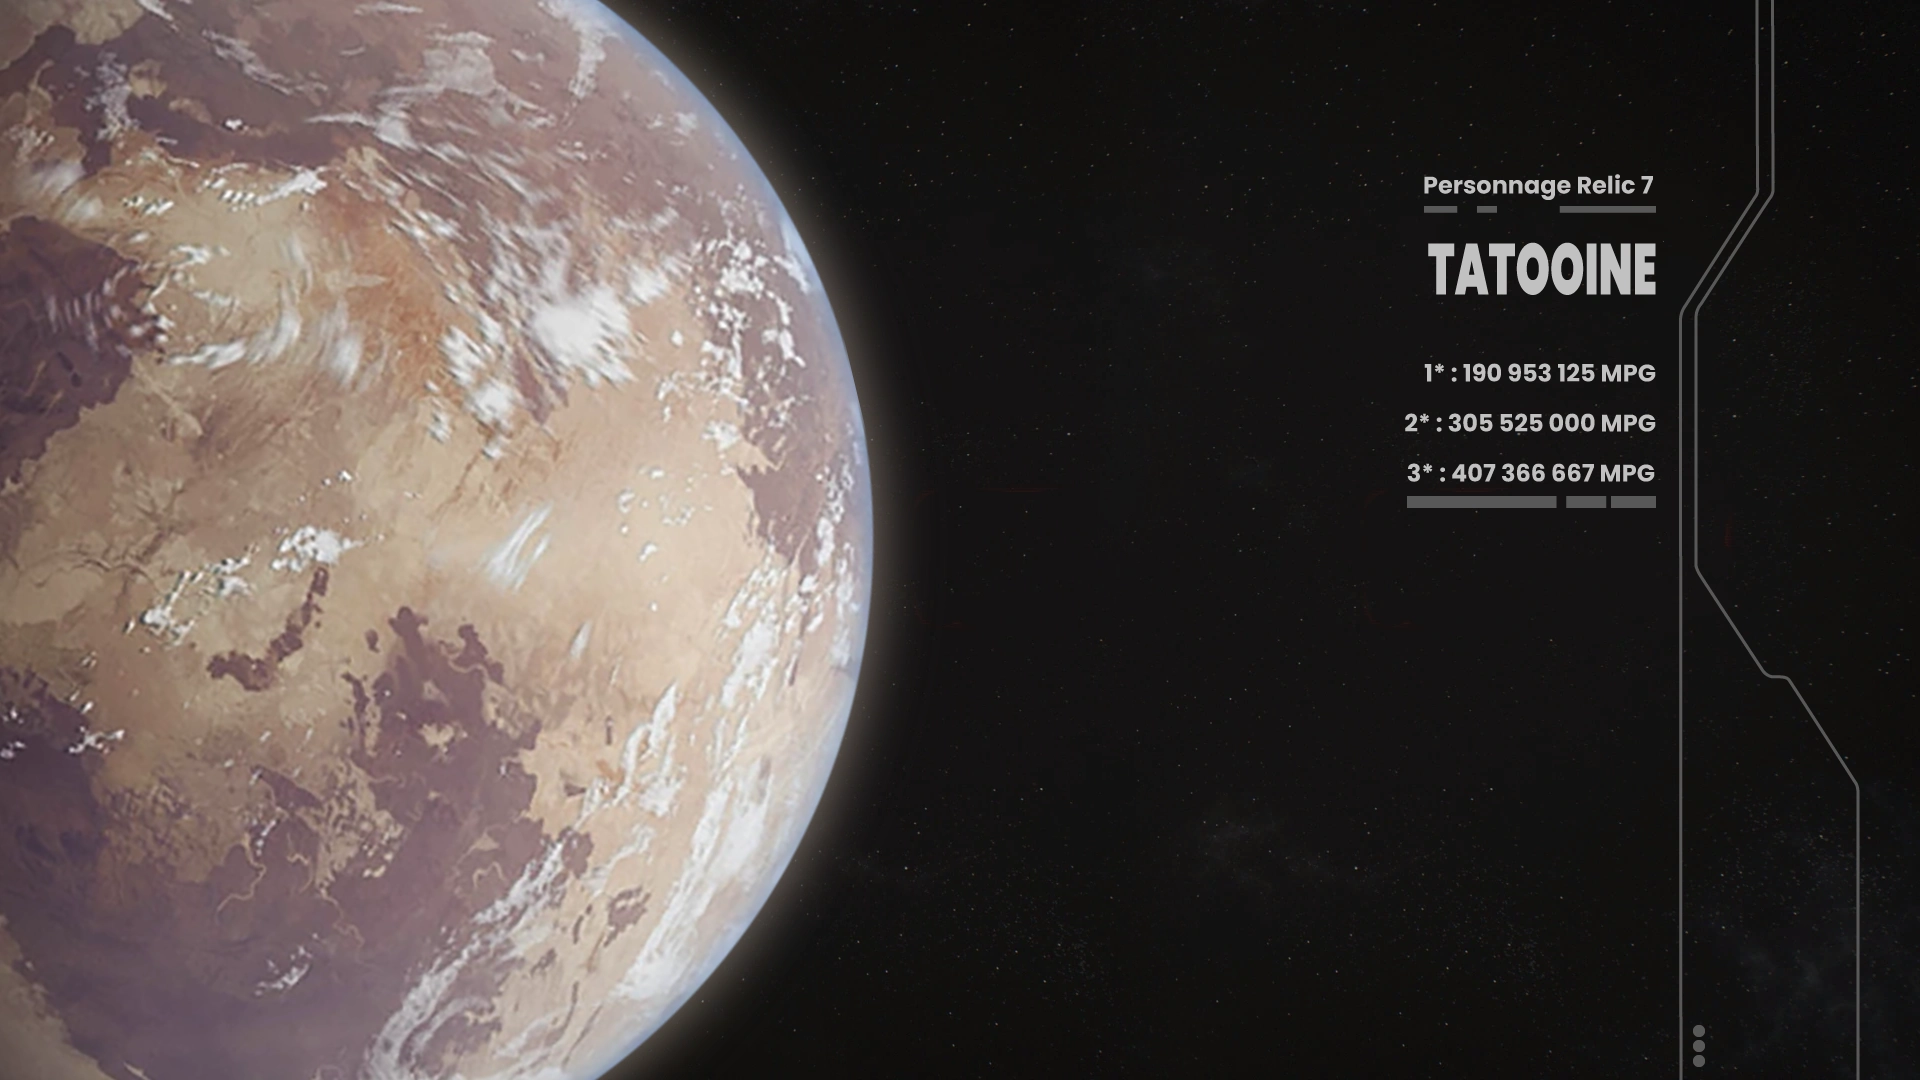 Personnage Relic 7
TATOOINE
1* : 190 953 125 MPG
2* : 305 525 000 MPG
3* : 407 366 667 MPG